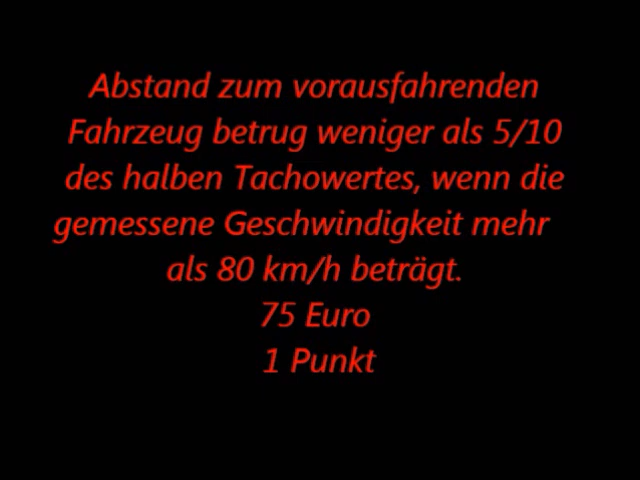 Abstand zum vorausfahrenden
Fahrzeug betrug weniger als 5/10
des halben Tachowertes, wenn die
gemessene Geschwindigkeit mehr
als 80 km/h beträgt.
75 Euro
1 Punkt